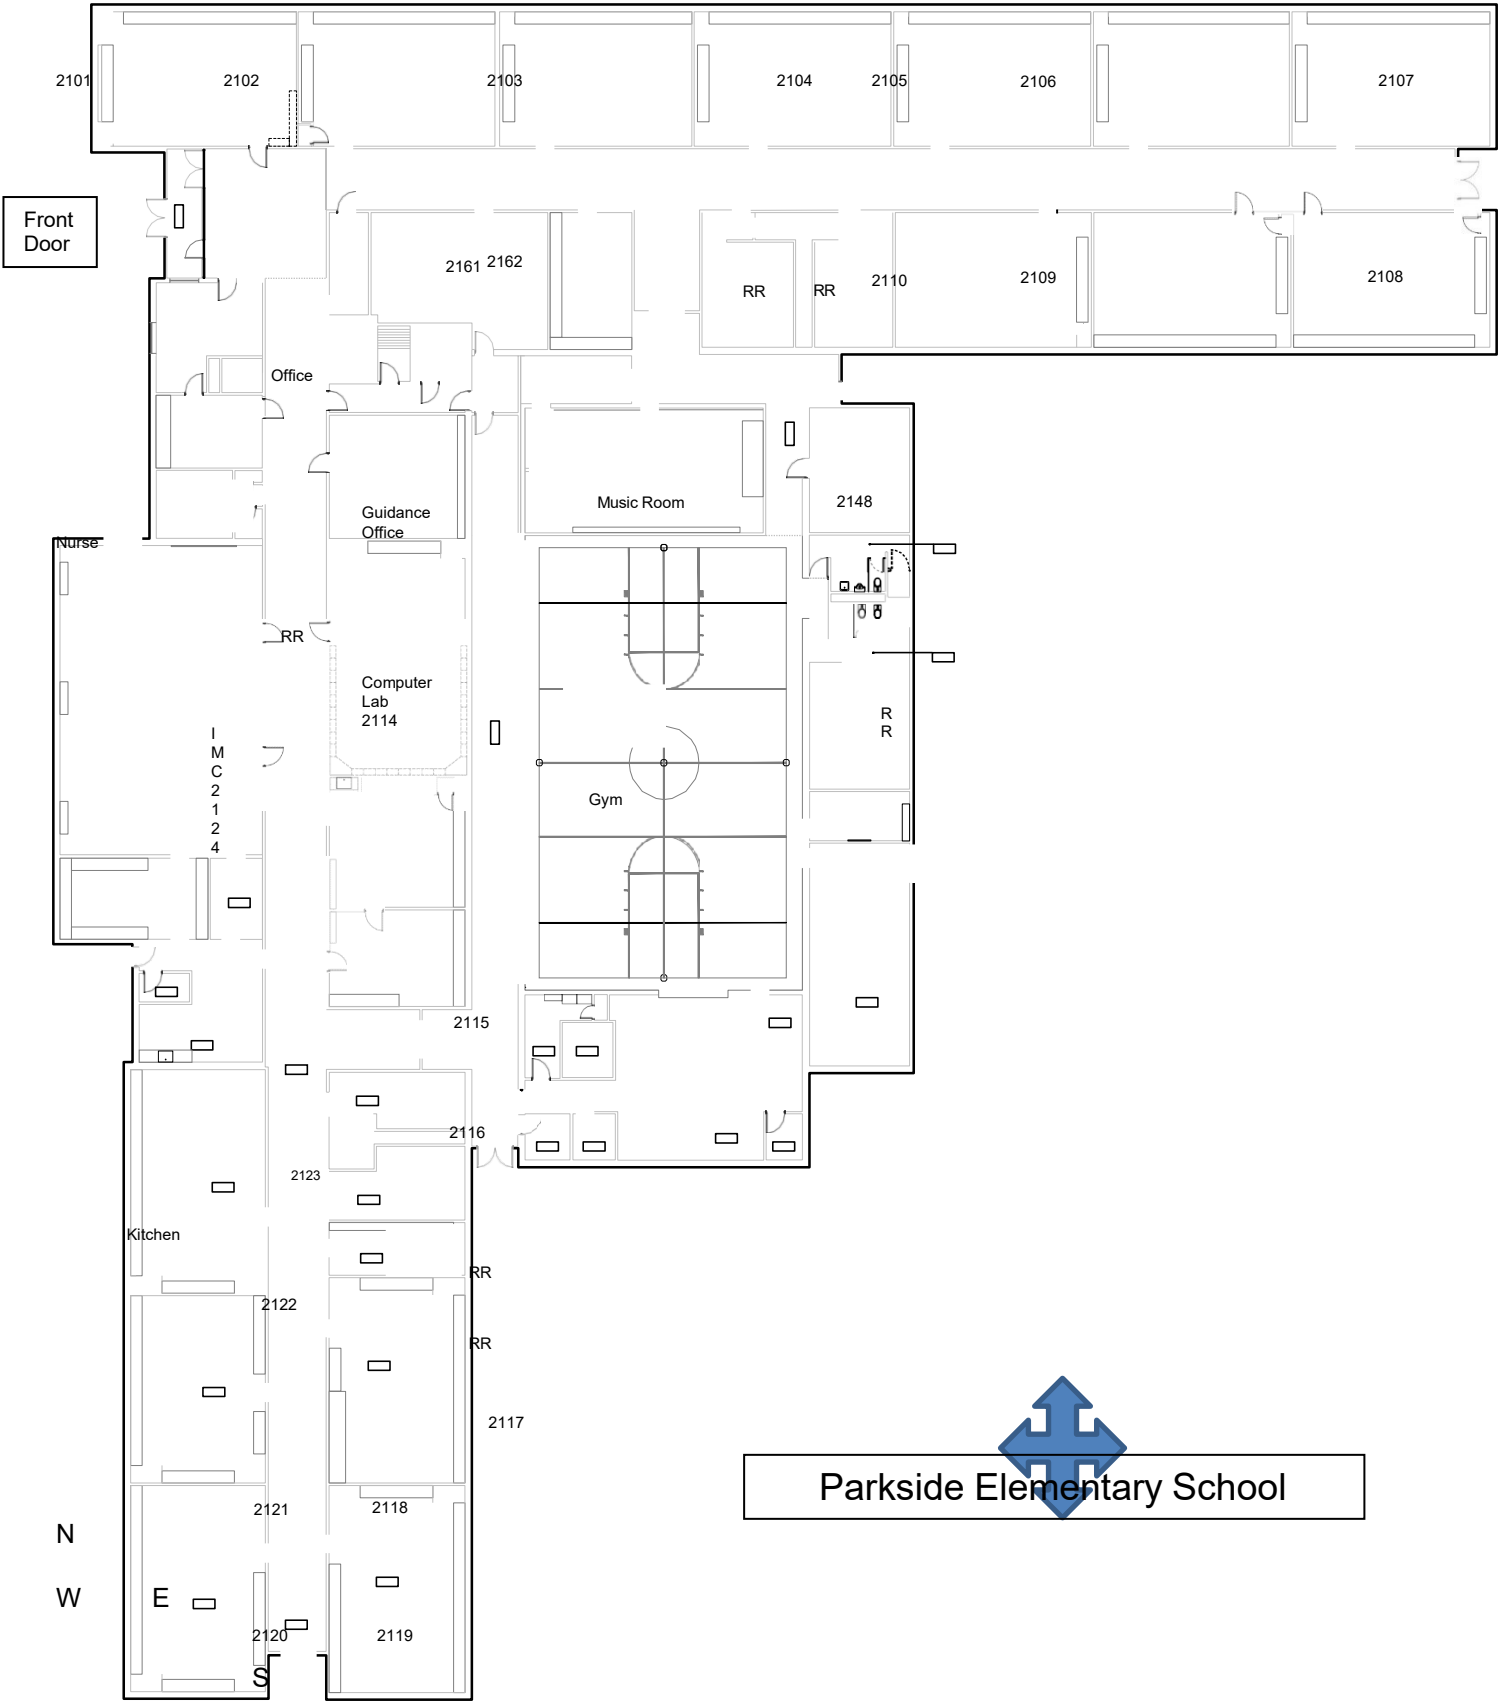 2101
2102
2103
2104
2105
2106
2107
Front
Door
2161
2162
RR
RR
2110
2109
2108
Office
Guidance
Office
Music Room
2148
Nurse
RR
Computer
Lab
2114
R
R
I
M
C
2
1
2
4
Gym
2115
2116
2123
Kitchen
RR
2122
RR
2117
Parkside Elementary School
2121
2118
N
W
E
2120
2119
S